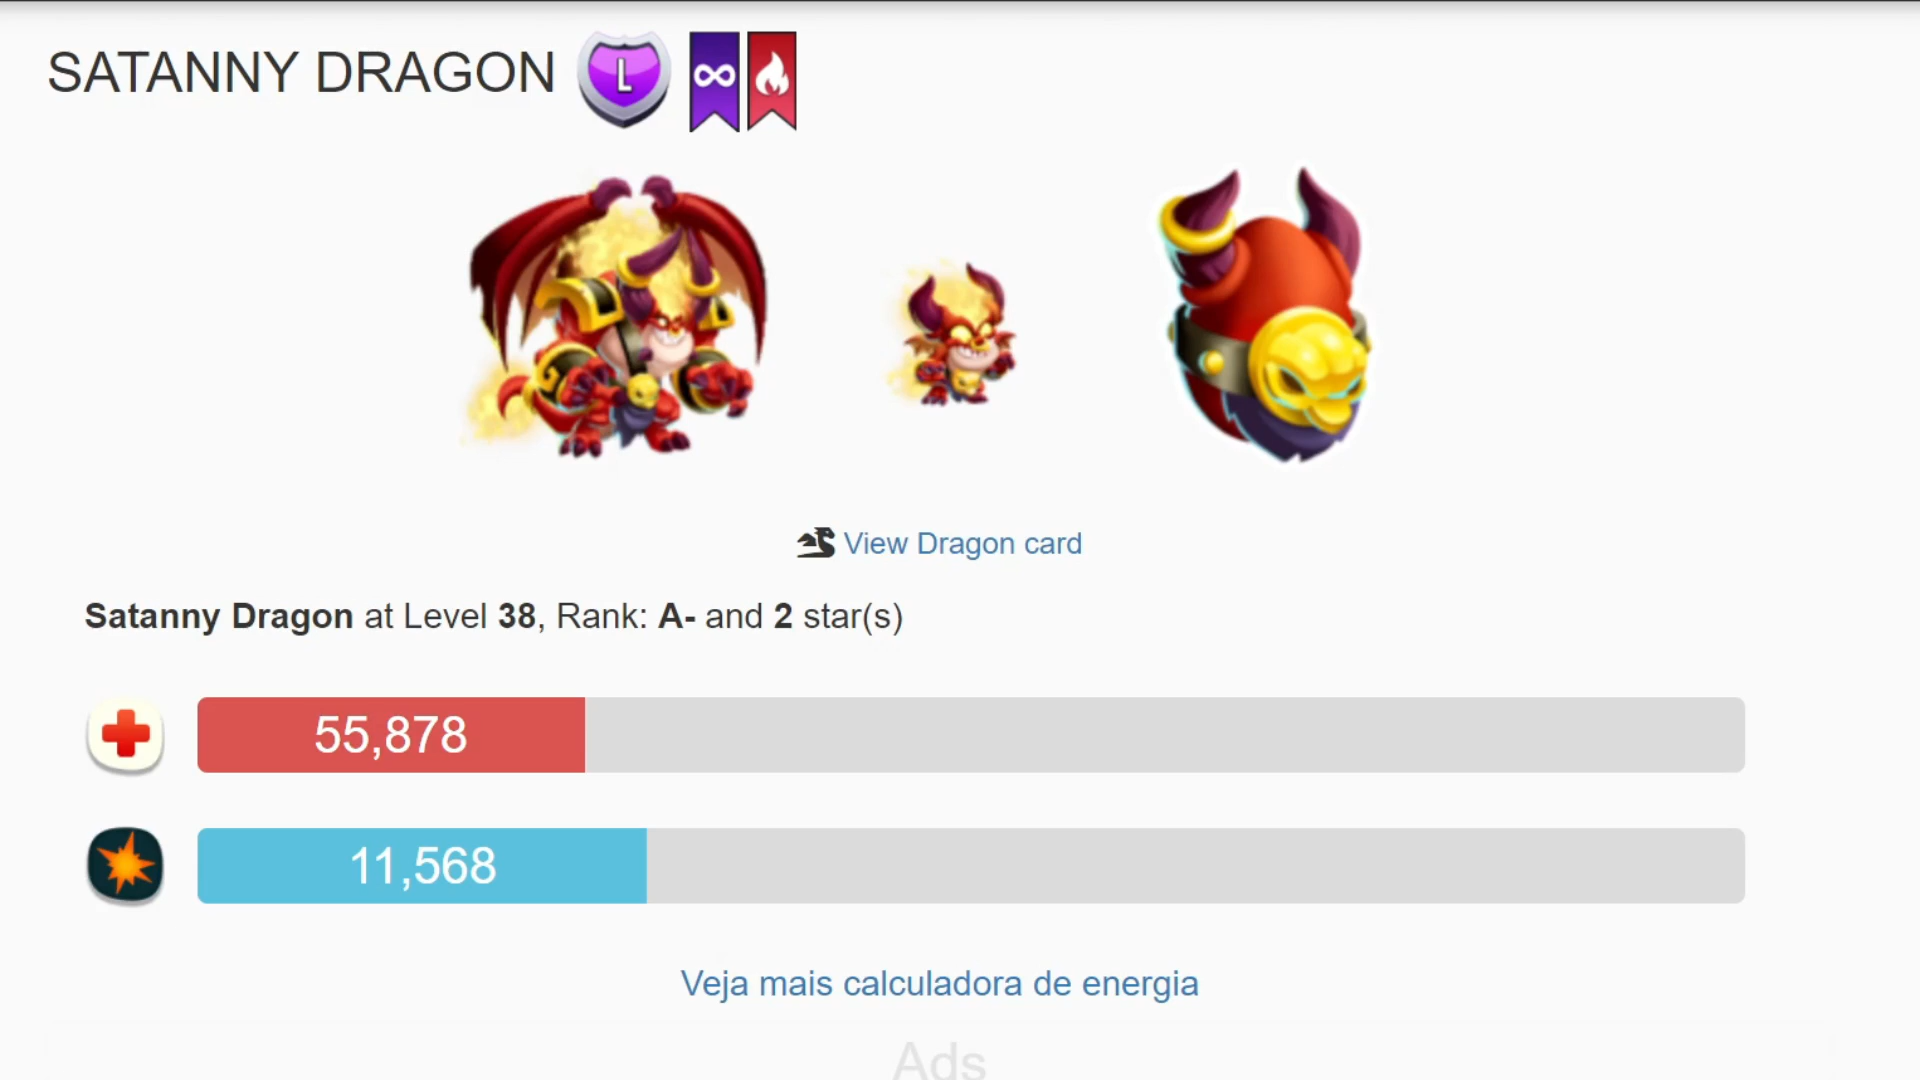 SATANNY DRAGON L
View Dragon card
Satanny Dragon at Level 38, Rank: A- and 2 star(s)
55,878
11,568
Veja mais calculadora de energia
Ads